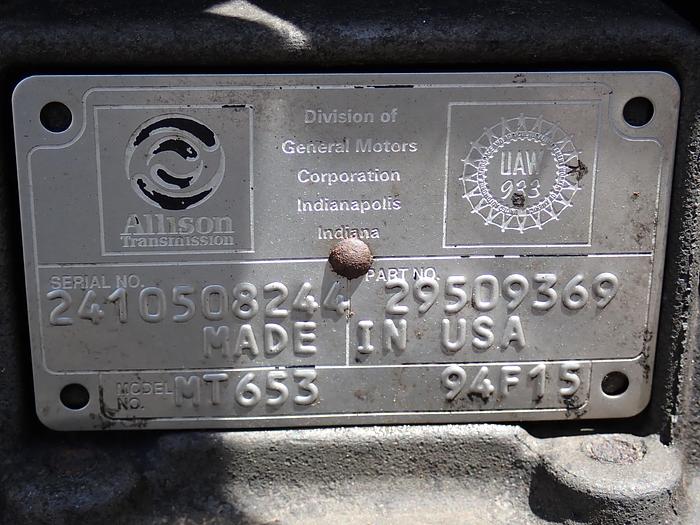 Allison
Transmission
Division of
General Motors
Corporation
Indianapolis
Indiana
UAW
933
SERIAL NO.
2410508244
PART NO.
29509369
MADE IN USA
MODEL NO.
MT653
94F15